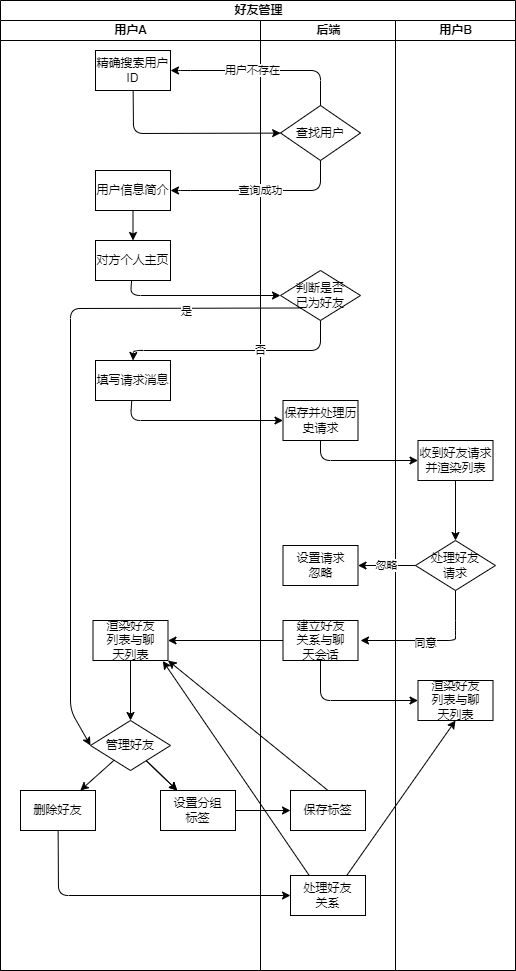 好友管理
用户A
后端
用户B
精确搜索用户
ID
用户不存在
查找用户
用户信息简介
查询成功
对方个人主页
判断是否
已为好友
是
否
填写请求消息
保存并处理历
史请求
收到好友请求
并渲染列表
设置请求
忽略
忽略
处理好友
请求
渲染好友
列表与聊
天列表
建立好友
关系与聊
天会话
同意
渲染好友
列表与聊
天列表
管理好友
删除好友
设置分组
标签
保存标签
处理好友
关系